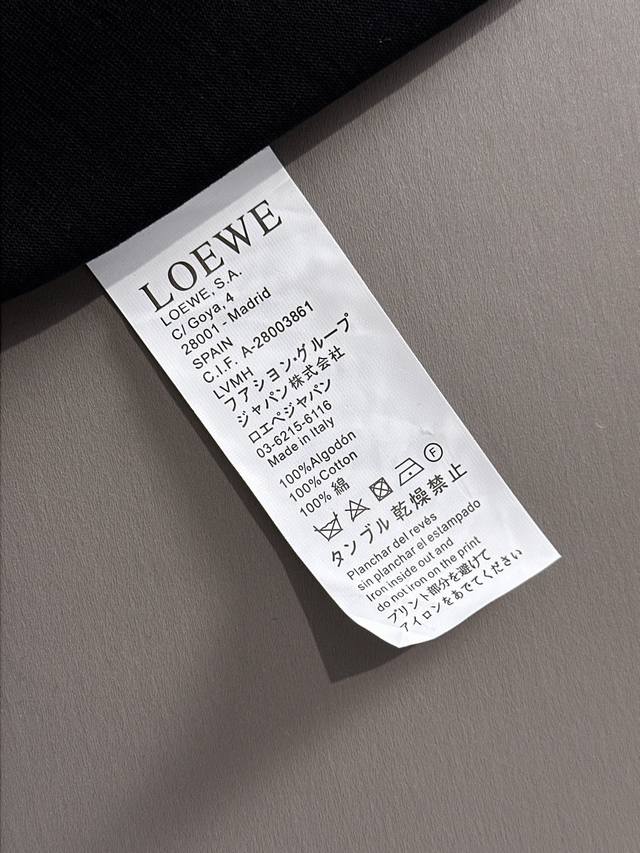 LOEWE
LOEWE, S.A.
C/ Goya, 4
28001 - Madrid
SPAIN
C.I.F. A-28003861
LVMH
ファション・グループ
ジャパン株式会社
ロエペジャパン
03-6215-6116
Made in Italy
100%Algodón
100%Cotton
100% 綿
F
タンブル 乾燥禁止
Planchar del revés
sin planchar el estampado
Iron inside out and
do not iron on the print
プリント部分を避けて
アイロンをあでてください